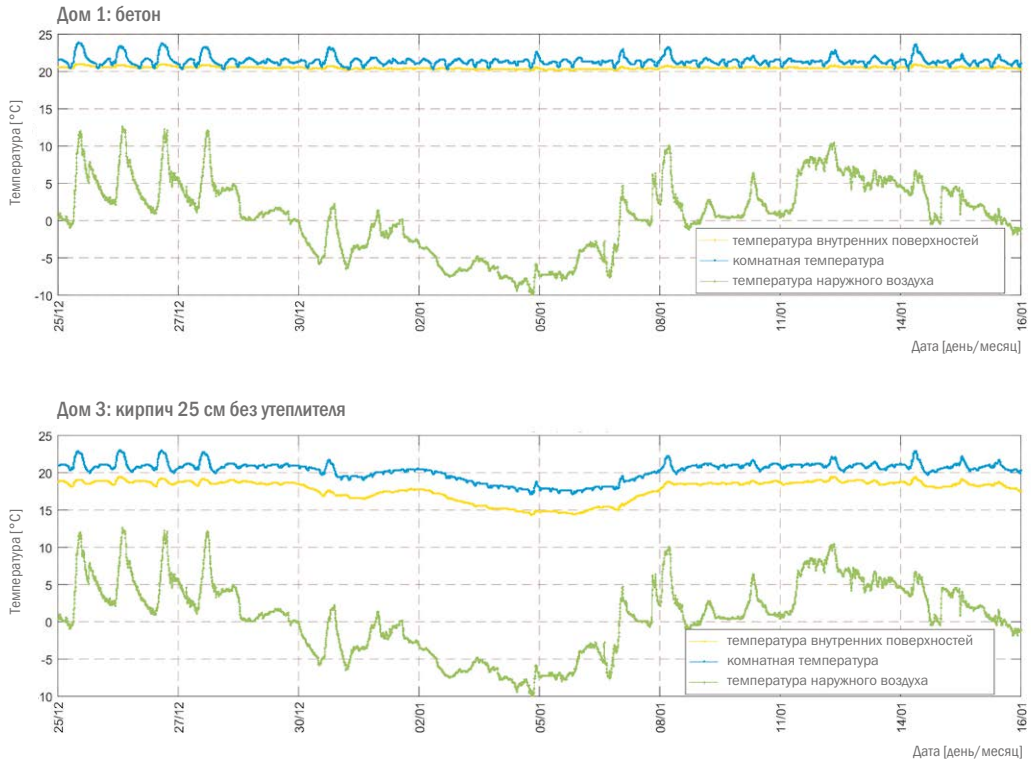 Дом 1: бетон
25
20
15
10
5
0
-5
-10
Температура [°C]
температура внутренних поверхностей
комнатная температура
температура наружного воздуха
25/12
27/12
30/12
02/01
05/01
08/01
11/01
14/01
16/01
Дата [день/месяц]
Дом 3: кирпич 25 см без утеплителя
25
20
15
10
5
0
-5
10
Температура [°C]
температура внутренних поверхностей
комнатная температура
температура наружного воздуха
25/12
27/12
30/12
02/01
05/01
08/01
11/01
14/01
16/01
Дата [день/месяц]